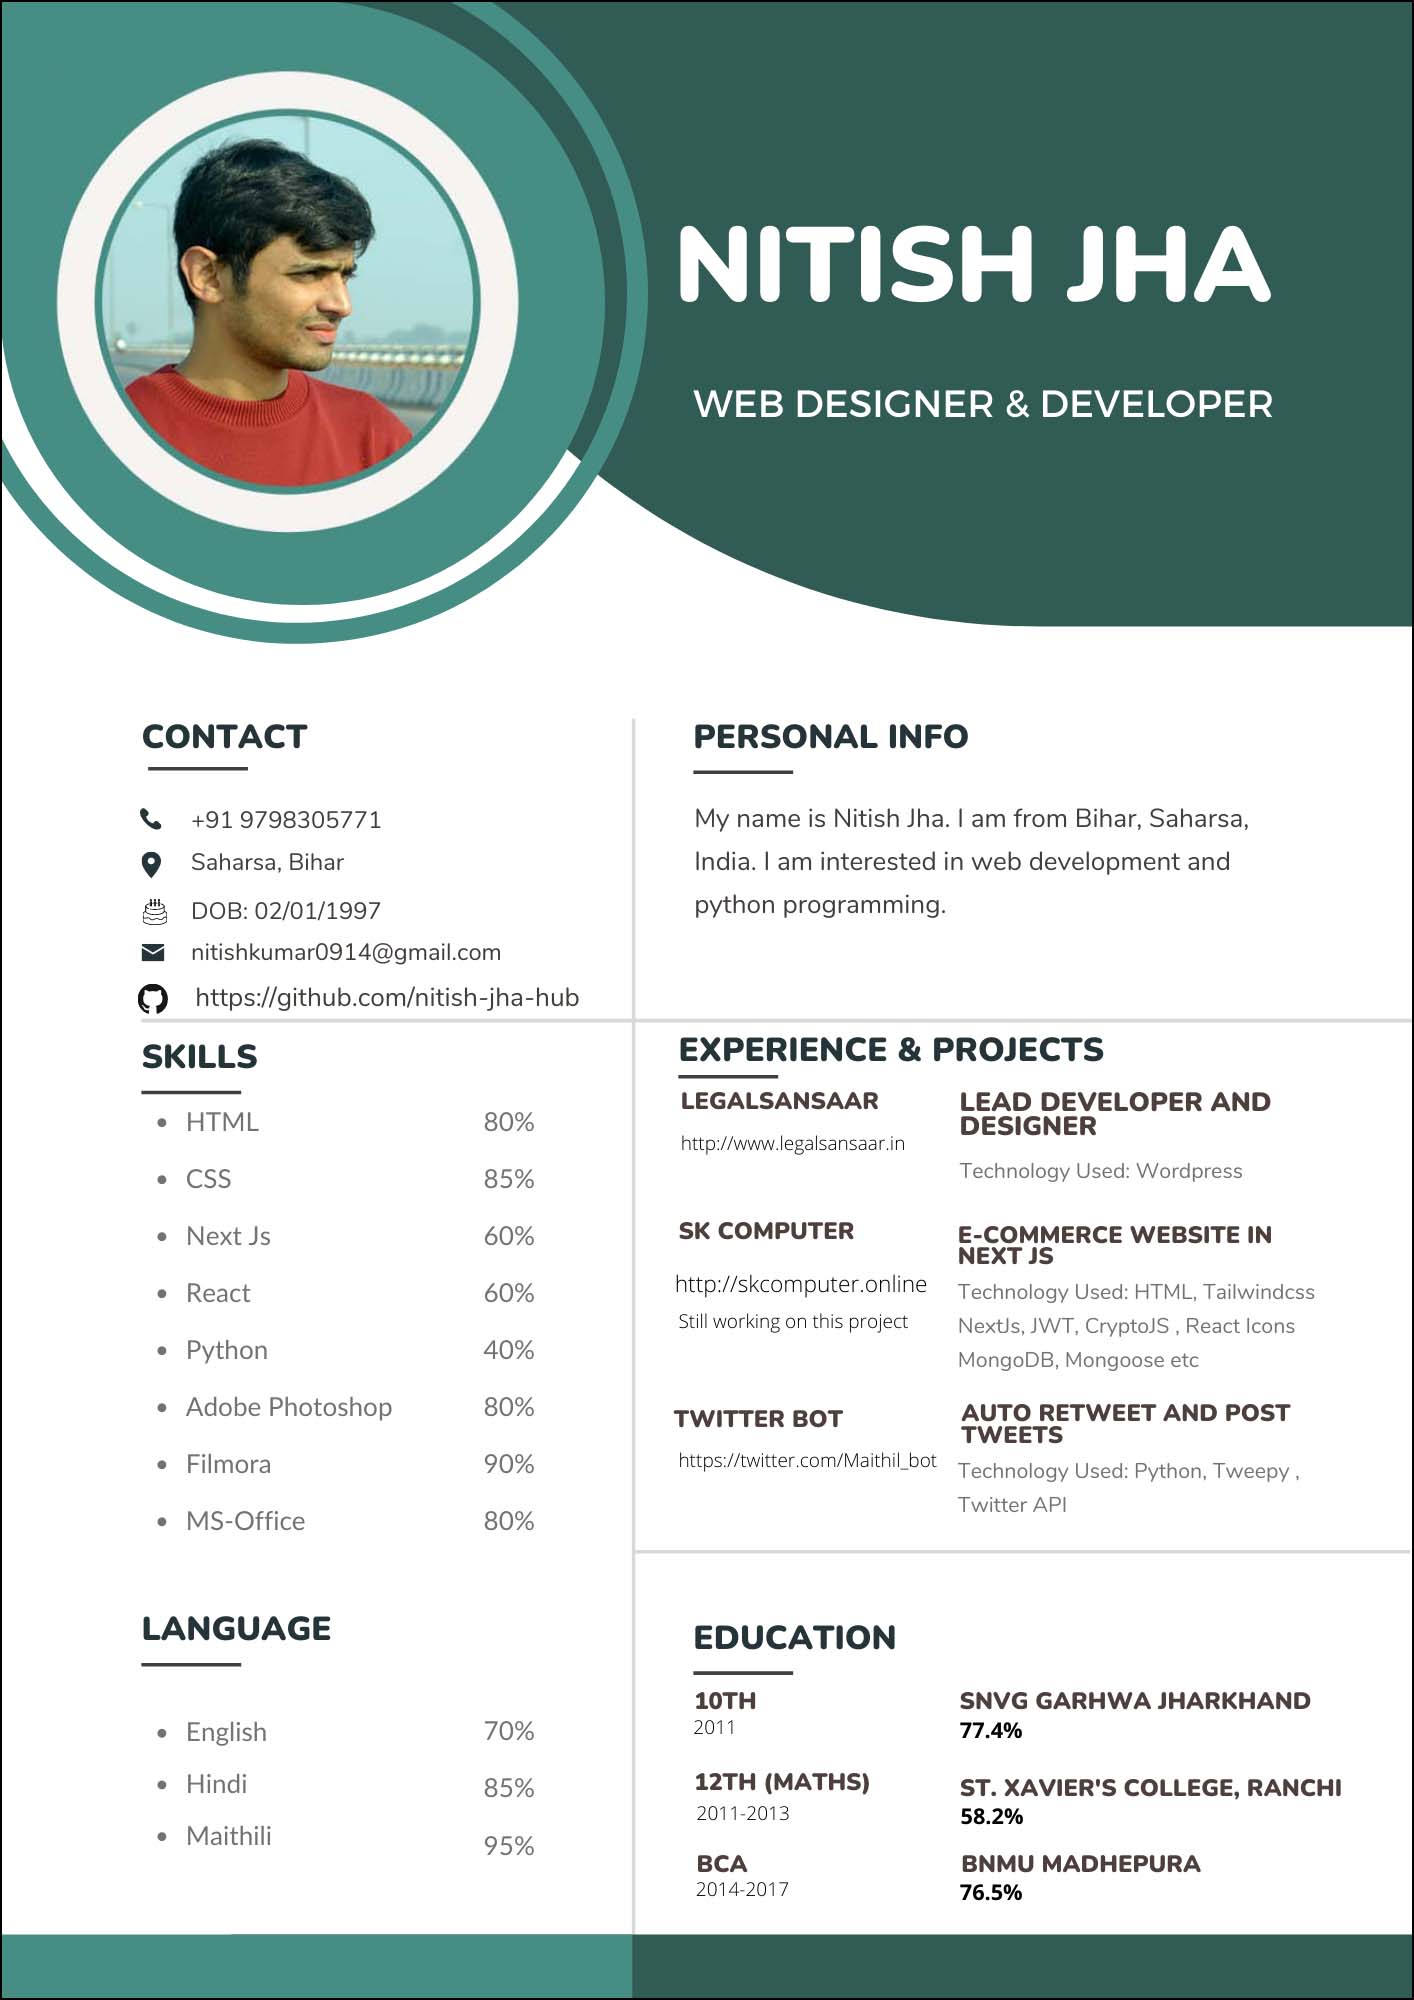 NITISH JHA
WEB DESIGNER & DEVELOPER
CONTACT
+91 9798305771
Saharsa, Bihar
DOB: 02/01/1997
nitishkumar0914@gmail.com
https://github.com/nitish-jha-hub
PERSONAL INFO
My name is Nitish Jha. I am from Bihar, Saharsa,
India. I am interested in web development and
python programming.
SKILLS
• HTML 80%
• CSS 85%
• Next Js 60%
• React 60%
• Python 40%
• Adobe Photoshop 80%
• Filmora 90%
• MS-Office 80%
LANGUAGE
• English 70%
• Hindi 85%
• Maithili 95%
EXPERIENCE & PROJECTS
LEGALSANSAAR
http://www.legalsansaar.in
LEAD DEVELOPER AND
DESIGNER
Technology Used: Wordpress
SK COMPUTER
http://skcomputer.online
Still working on this project
E-COMMERCE WEBSITE IN
NEXT JS
Technology Used: HTML, Tailwindcss
NextJs, JWT, CryptoJS , React Icons
MongoDB, Mongoose etc
TWITTER BOT
https://twitter.com/Maithil_bot
AUTO RETWEET AND POST
TWEETS
Technology Used: Python, Tweepy ,
Twitter API
EDUCATION
10TH
2011
SNVG GARHWA JHARKHAND
77.4%
12TH (MATHS)
2011-2013
ST. XAVIER'S COLLEGE, RANCHI
58.2%
BCA
2014-2017
BNMU MADHEPURA
76.5%